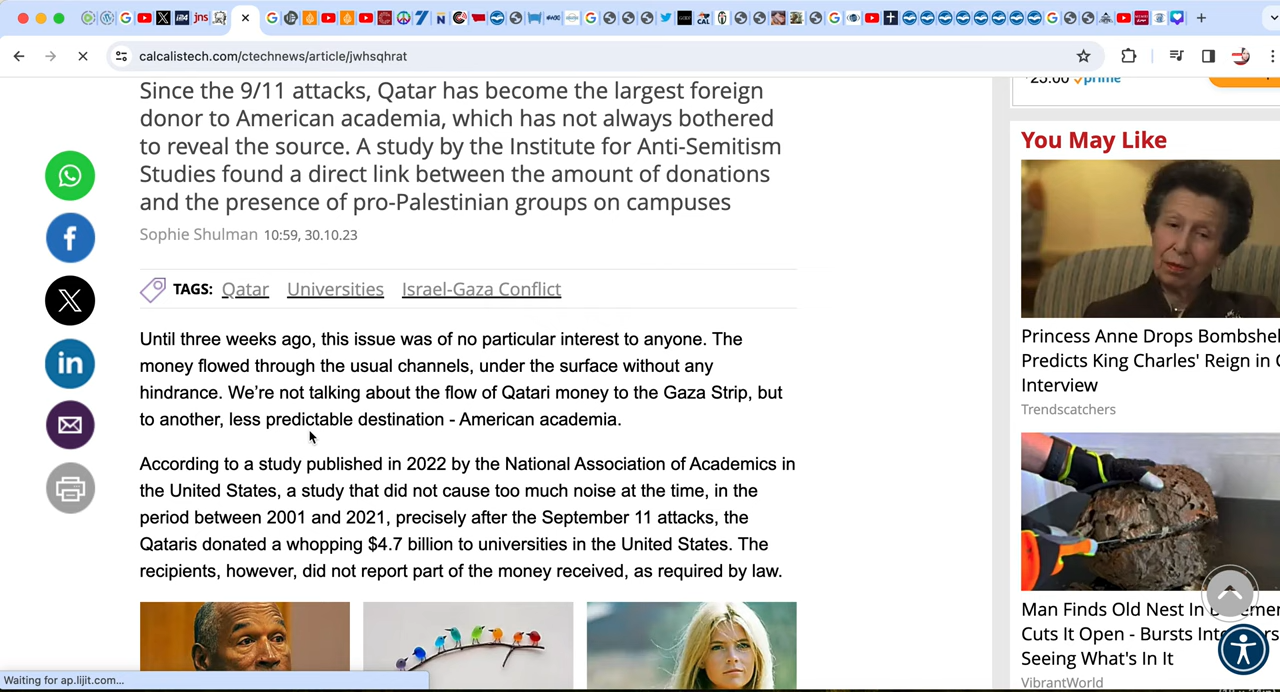 calcalistech.com/ctechnews/article/jwhsqhrat
Since the 9/11 attacks, Qatar has become the largest foreign
donor to American academia, which has not always bothered
to reveal the source. A study by the Institute for Anti-Semitism
Studies found a direct link between the amount of donations
and the presence of pro-Palestinian groups on campuses
Sophie Shulman 10:59, 30.10.23
TAGS: Qatar Universities Israel-Gaza Conflict
Until three weeks ago, this issue was of no particular interest to anyone. The
money flowed through the usual channels, under the surface without any
hindrance. We’re not talking about the flow of Qatari money to the Gaza Strip, but
to another, less predictable destination - American academia.
According to a study published in 2022 by the National Association of Academics in
the United States, a study that did not cause too much noise at the time, in the
period between 2001 and 2021, precisely after the September 11 attacks, the
Qataris donated a whopping $4.7 billion to universities in the United States. The
recipients, however, did not report part of the money received, as required by law.
prime
You May Like
Princess Anne Drops
Predicts King Charles' Reign in
Interview
Trendscatchers
Man Finds Old Nest In
Cuts It Open - Bursts
Seeing What's In It
VibrantWorld
Waiting for ap.lijit.com...